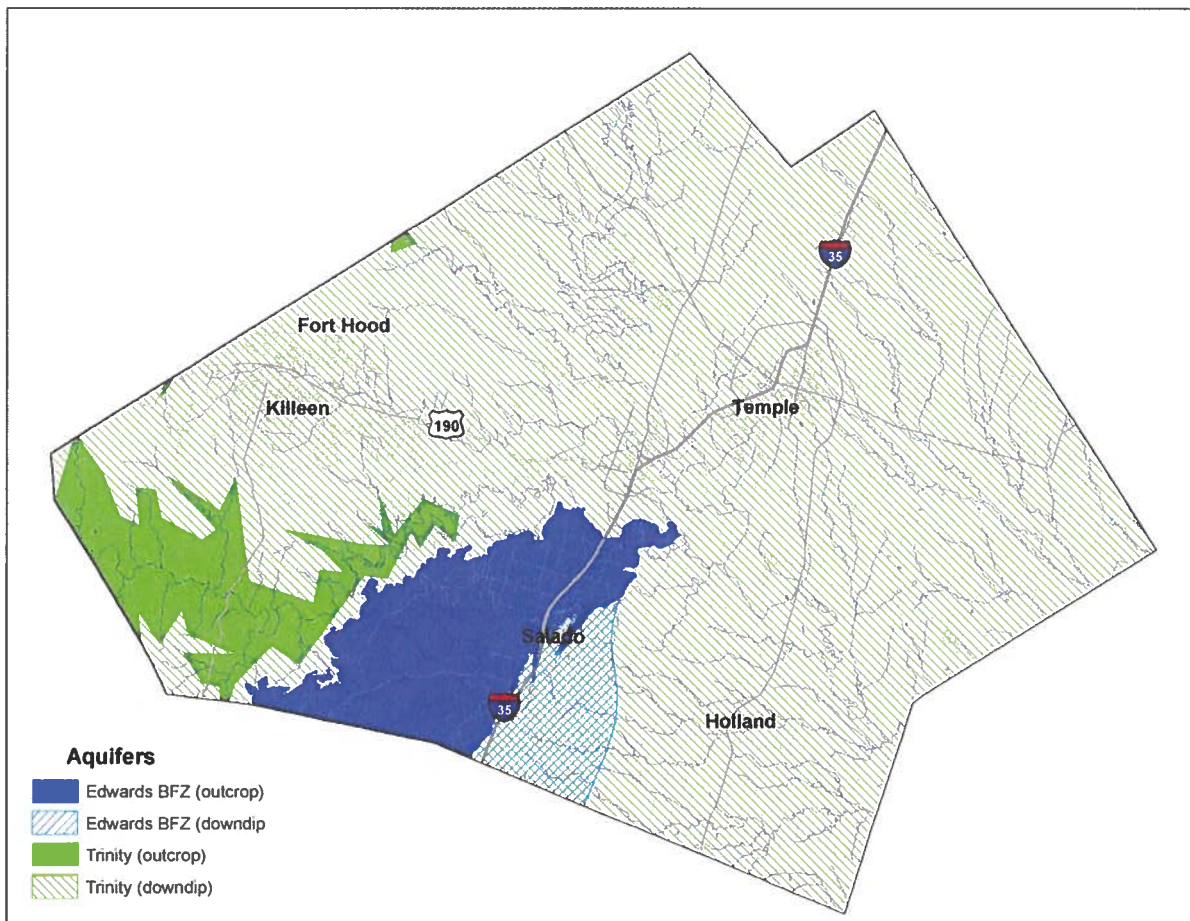 35
Fort Hood
Killeen
190
Temple
Salado
35
Holland
Aquifers
Edwards BFZ (outcrop)
Edwards BFZ (downdip
Trinity (outcrop)
Trinity (downdip)